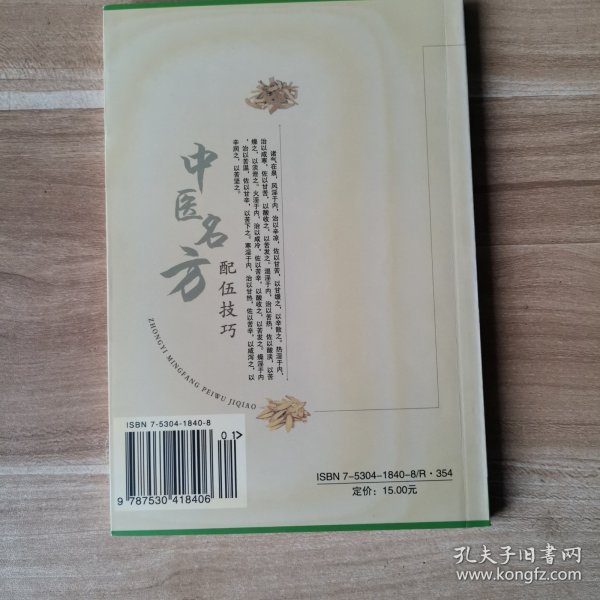 中医名方
配伍技巧
ZHONGYI MINGFANG PEIWU JIQIAO
诸气在泉，风淫于内，治以辛凉，佐以甘苦，以甘缓之，以辛散之。热淫于内，
治以咸寒，佐以甘苦，以酸收之，以苦发之。湿淫于内，治以苦热，佐以酸淡，以苦
燥之，以淡泄之。火淫于内，治以咸冷，佐以苦辛，以酸收之，以苦发之。燥淫于内
，治以苦温，佐以甘辛，以苦下之。寒淫于内，治以甘热，佐以苦辛，以咸泻之，以
辛润之，以苦坚之。
ISBN 7-5304-1840-8
01>
9 787530 418406
ISBN 7-5304-1840-8/R·354
定价：15.00元
孔夫子旧书网
www.kongfz.com